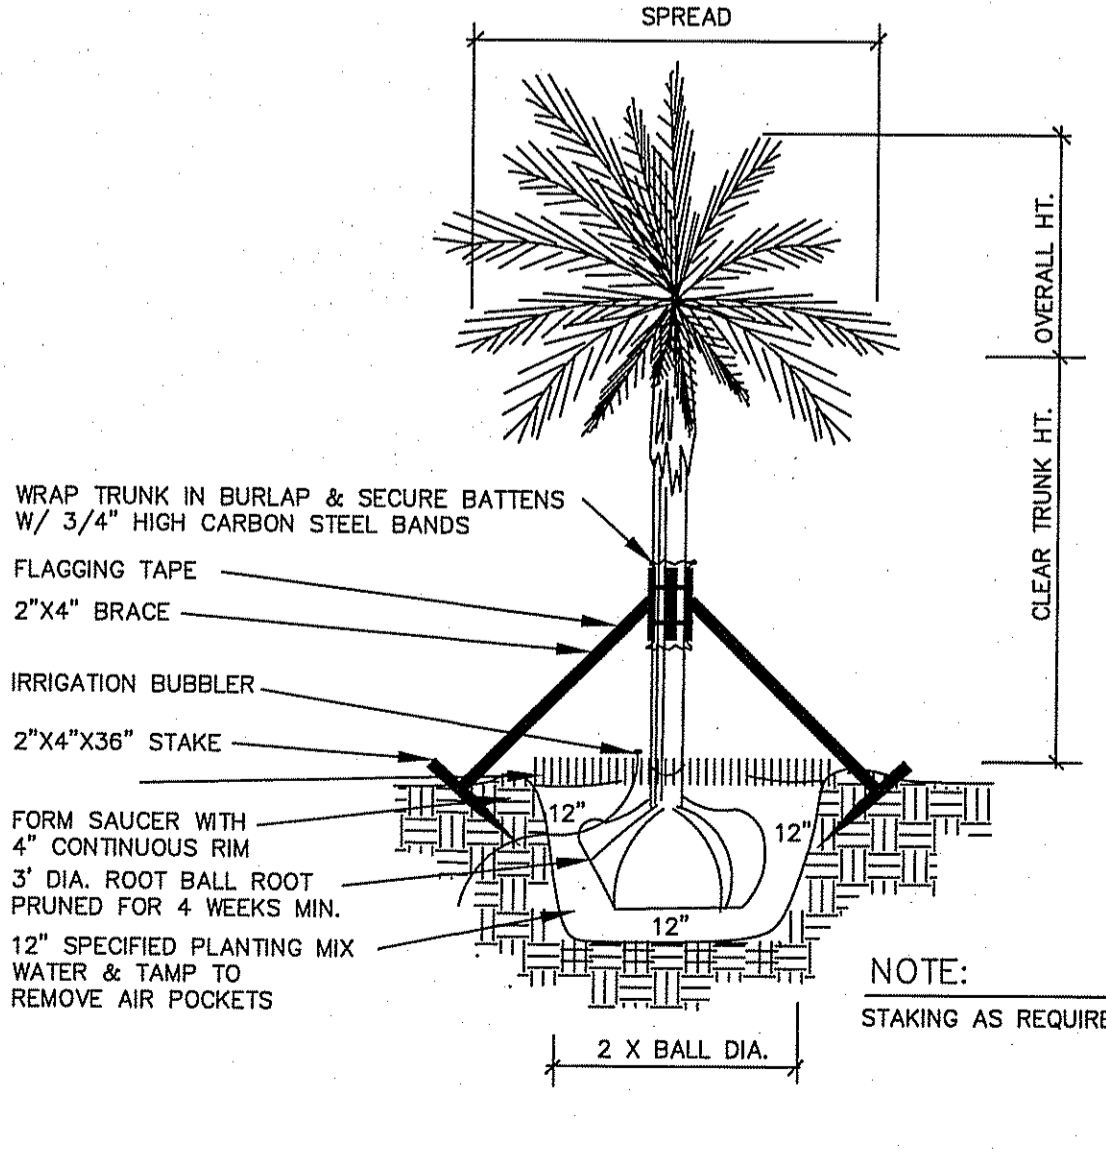 SPREAD
OVERALL HT.
CLEAR TRUNK HT.
WRAP TRUNK IN BURLAP & SECURE BATTENS
W/ 3/4" HIGH CARBON STEEL BANDS
FLAGGING TAPE
2"X4" BRACE
IRRIGATION BUBBLER
2"X4"X36" STAKE
FORM SAUCER WITH
4" CONTINUOUS RIM
3' DIA. ROOT BALL ROOT
PRUNED FOR 4 WEEKS MIN.
12" SPECIFIED PLANTING MIX
WATER & TAMP TO
REMOVE AIR POCKETS
12"
12"
12"
2 X BALL DIA.
NOTE:
STAKING AS REQUIRE